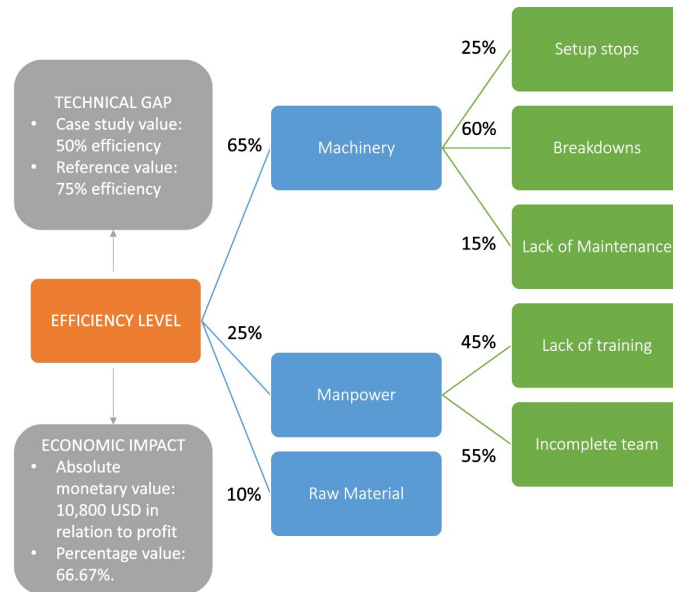 TECHNICAL GAP
• Case study value:
50% efficiency
• Reference value:
75% efficiency
EFFICIENCY LEVEL
ECONOMIC IMPACT
• Absolute
monetary value:
10,800 USD in
relation to profit
• Percentage value:
66.67%.
65%
Machinery
25%
Manpower
10%
Raw Material
25%
Setup stops
60%
Breakdowns
15%
Lack of Maintenance
45%
Lack of training
55%
Incomplete team